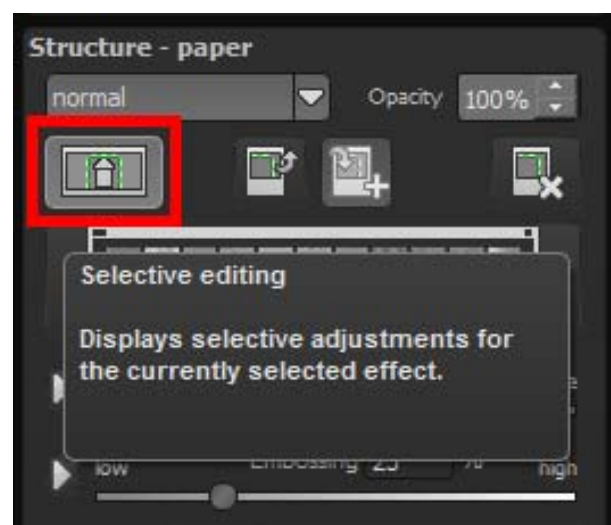 Structure - paper
normal Opacity 100%
Selective editing
Displays selective adjustments for
the currently selected effect.
low Embossing 25 % high